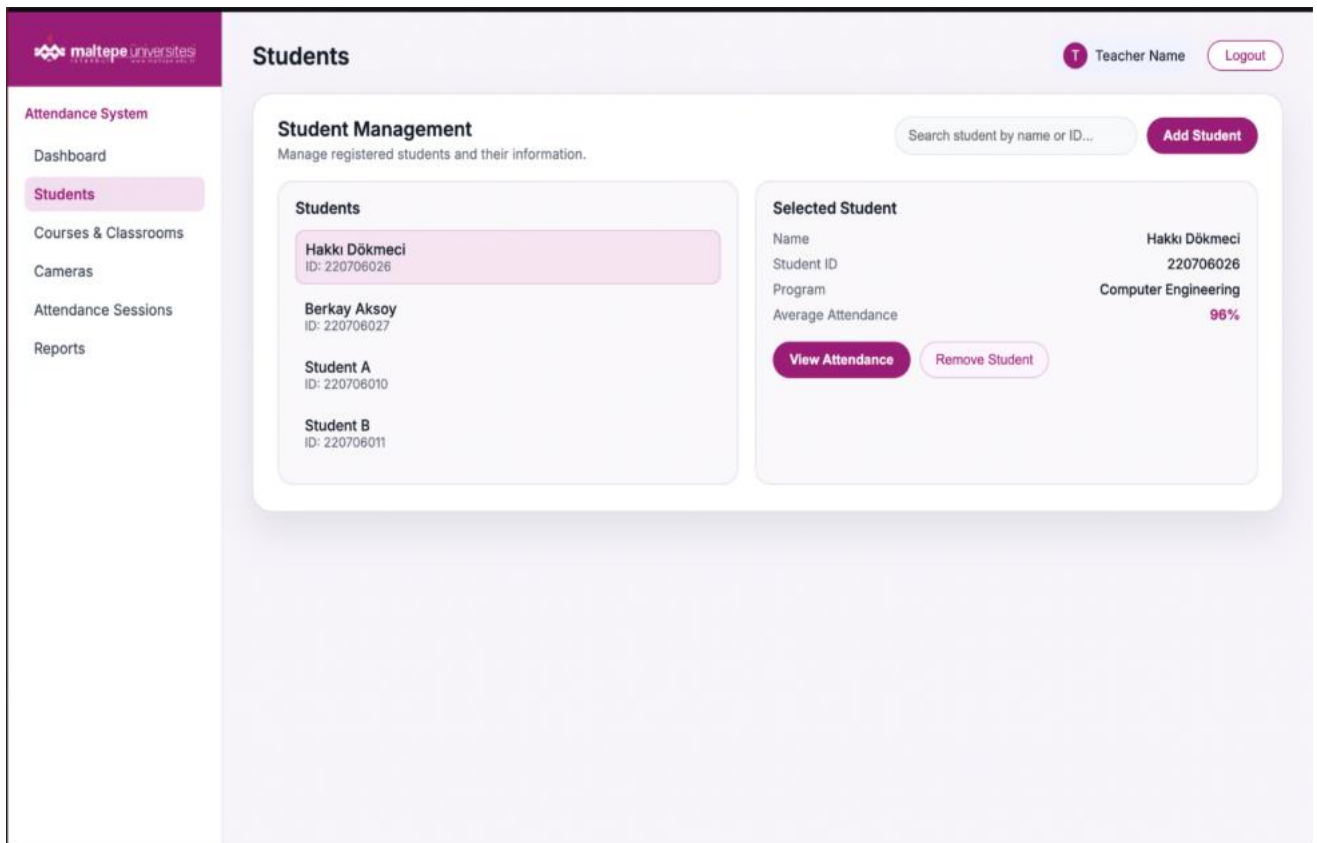 maltepe üniversitesi
Students
T
Teacher Name
Logout
Attendance System
Dashboard
Students
Courses & Classrooms
Cameras
Attendance Sessions
Reports
Student Management
Manage registered students and their information.
Search student by name or ID...
Add Student
Students
Hakkı Dökmeci
ID: 220706026
Berkay Aksoy
ID: 220706027
Student A
ID: 220706010
Student B
ID: 220706011
Selected Student
Name Hakkı Dökmeci
Student ID 220706026
Program Computer Engineering
Average Attendance 96%
View Attendance
Remove Student